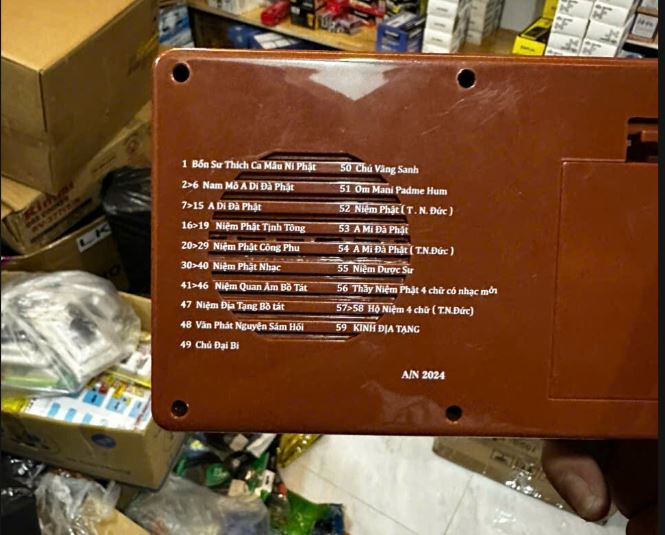 1 Bổn Sư Thích Ca Mâu Ni Phật
2>6 Nam Mô A Di Đà Phật
7>15 A Di Đà Phật
16>19 Niệm Phật Tịnh Tông
20>29 Niệm Phật Công Phu
30>40 Niệm Phật Nhạc
41>46 Niệm Quan Âm Bồ Tát
47 Niệm Địa Tạng Bồ tát
48 Văn Phát Nguyện Sám Hối
49 Chú Đại Bi
50 Chú Vãng Sanh
51 Om Mani Padme Hum
52 Niệm Phật ( T . N. Đức )
53 A Mi Đà Phật
54 A Mi Đà Phật ( T.N.Đức )
55 Niệm Dược Sư
56 Thầy Niệm Phật 4 chữ có nhạc mới
57>58 Hộ Niệm 4 chữ ( T.N.Đức)
59 KINH ĐỊA TẠNG
A/N 2024